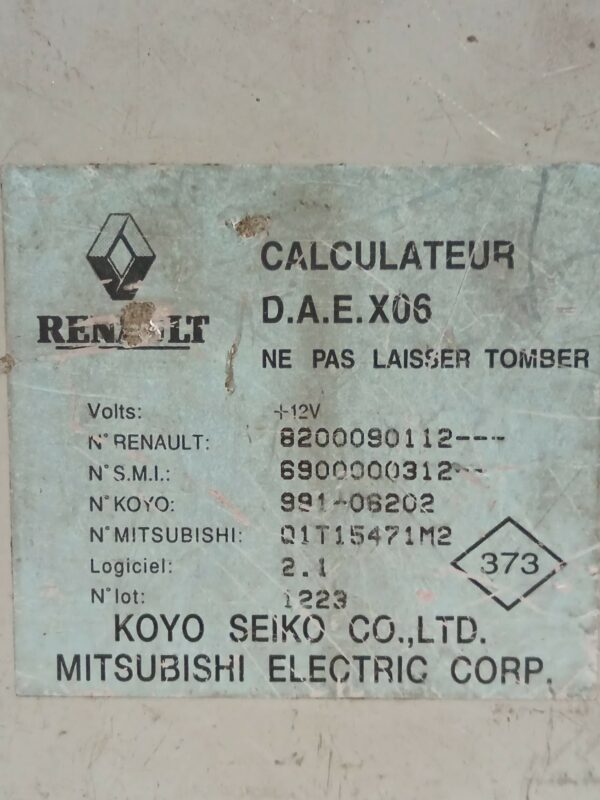 RENAULT
CALCULATEUR
D.A.E.X06
NE PAS LAISSER TOMBER
Volts: +12V
N°RENAULT: 8200090112---
N°S.M.I.: 6900000312--
N°KOYO: 991-06202
N°MITSUBISHI: Q1T15471M2
Logiciel: 2.1
N°lot: 1223
373
KOYO SEIKO CO.,LTD.
MITSUBISHI ELECTRIC CORP.